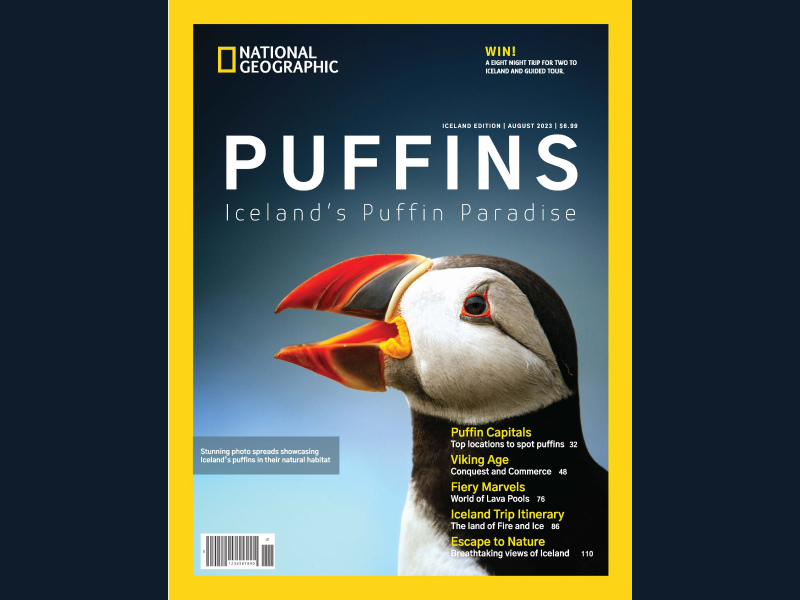 NATIONAL
GEOGRAPHIC
WIN!
A EIGHT NIGHT TRIP FOR TWO TO
ICELAND AND GUIDED TOUR.
ICELAND EDITION | AUGUST 2023 | $6.99
PUFFINS
Iceland's Puffin Paradise
Puffin Capitals
Top locations to spot puffins 32
Viking Age
Conquest and Commerce 48
Fiery Marvels
World of Lava Pools 76
Iceland Trip Itinerary
The land of Fire and Ice 86
Escape to Nature
Breathtaking views of Iceland 110
Stunning photo spreads showcasing
Iceland's puffins in their natural habitat